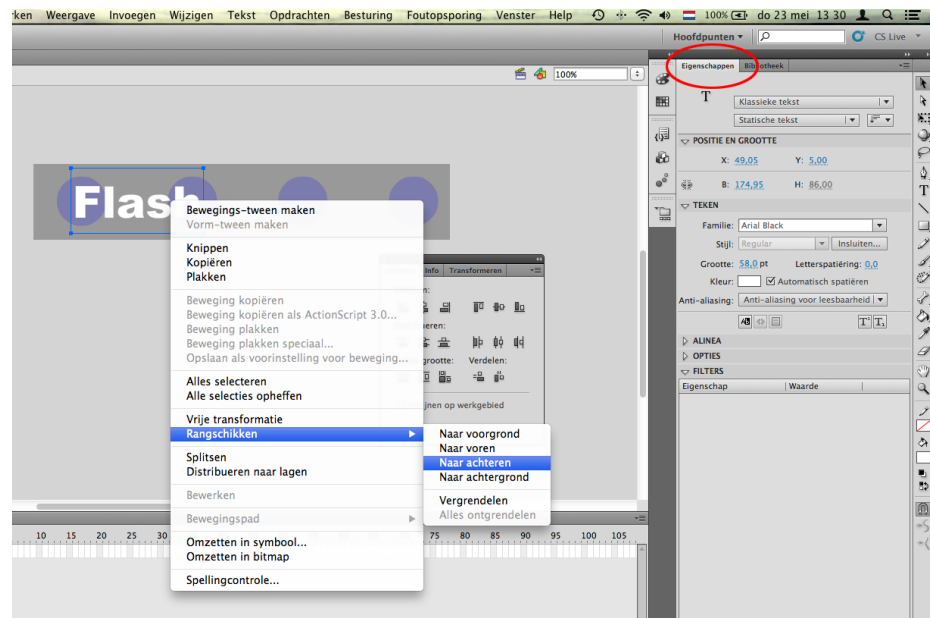 rken Weergave Invoegen Wijzigen Tekst Opdrachten Besturing Foutopsporing Venster Help 100% do 23 mei 13 30
Hoofdpunten CS Live
100%
Eigenschappen Bibliotheek
T Klassieke tekst
Statische tekst
POSITIE EN GROOTTE
X: 49,05 Y: 5,00
B: 174,95 H: 86,00
TEKEN
Familie: Arial Black
Stijl: Regular Insluiten...
Grootte: 58,0 pt Letterspatiëring: 0,0
Kleur: Automatisch spatiëren
Anti-aliasing: Anti-aliasing voor leesbaarheid
T¹ T₁
ALINEA
OPTIES
FILTERS
Eigenschap Waarde
Flash
Bewegings-tween maken
Vorm-tween maken
Knippen
Kopiëren
Plakken
Beweging kopiëren
Beweging kopiëren als ActionScript 3.0...
Beweging plakken
Beweging plakken speciaal...
Opslaan als voorinstelling voor beweging...
Alles selecteren
Alle selecties opheffen
Vrije transformatie
Rangschikken
Splitsen
Distribueren naar lagen
Bewerken
Bewegingspad
Omzetten in symbool...
Omzetten in bitmap
Spellingcontrole...
Info Transformeren
n:
eren:
grootte: Verdelen:
jnen op werkgebied
Naar voorgrond
Naar voren
Naar achteren
Naar achtergrond
Vergrendelen
Alles ontgrendelen
10 15 20 25 30 75 80 85 90 95 100 105